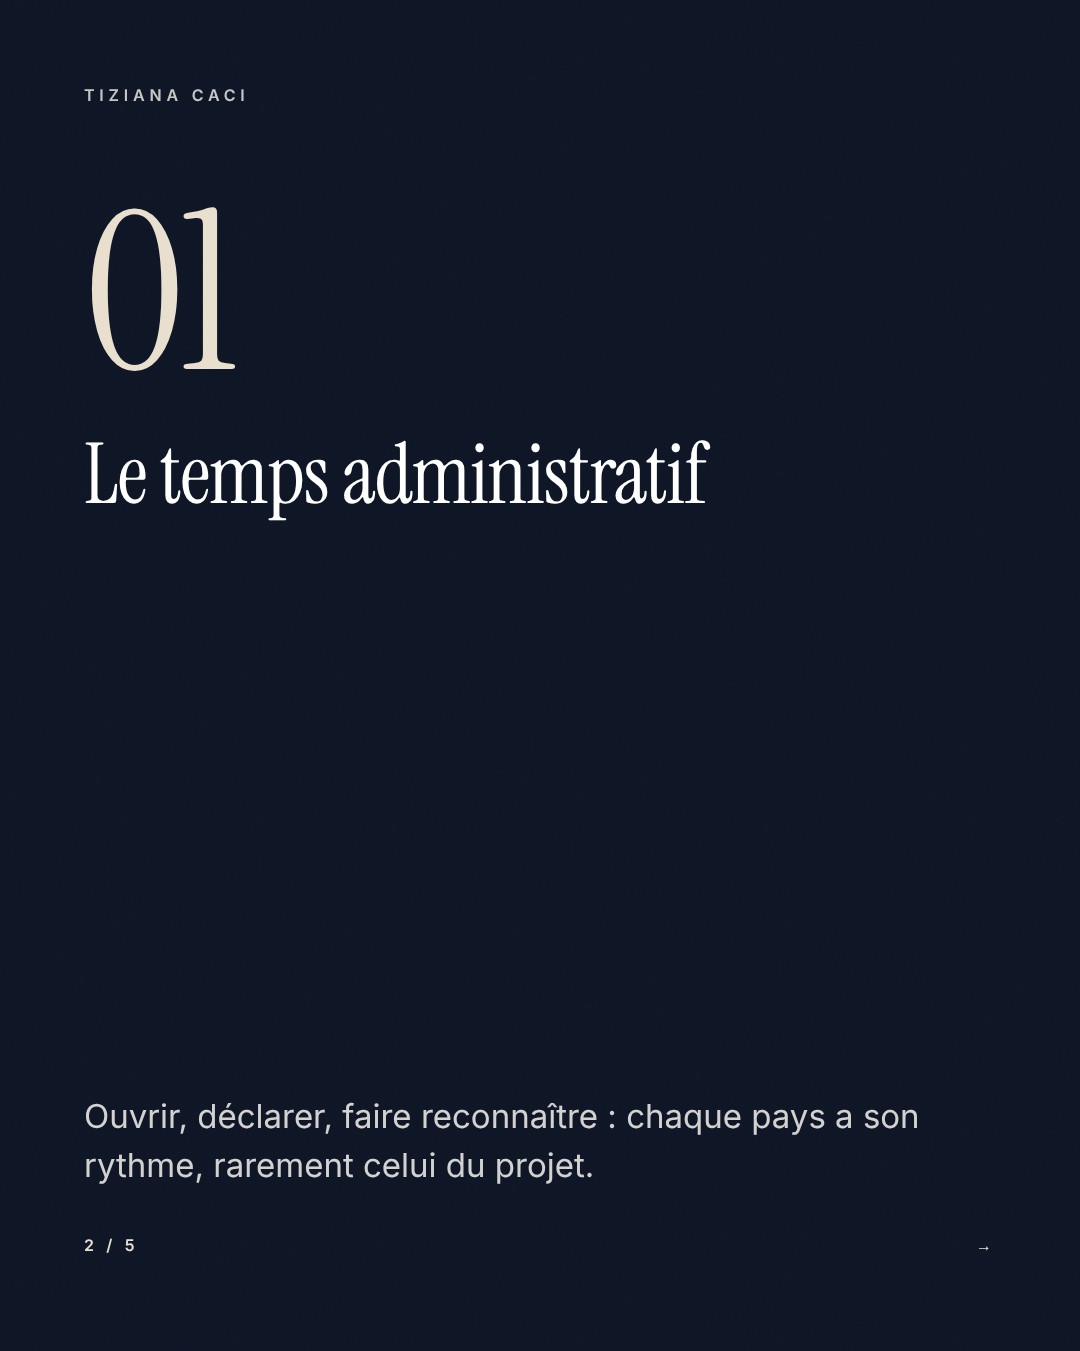 TIZIANA CACI
01
Le temps administratif
Ouvrir, déclarer, faire reconnaître : chaque pays a son
rythme, rarement celui du projet.
2 / 5
→